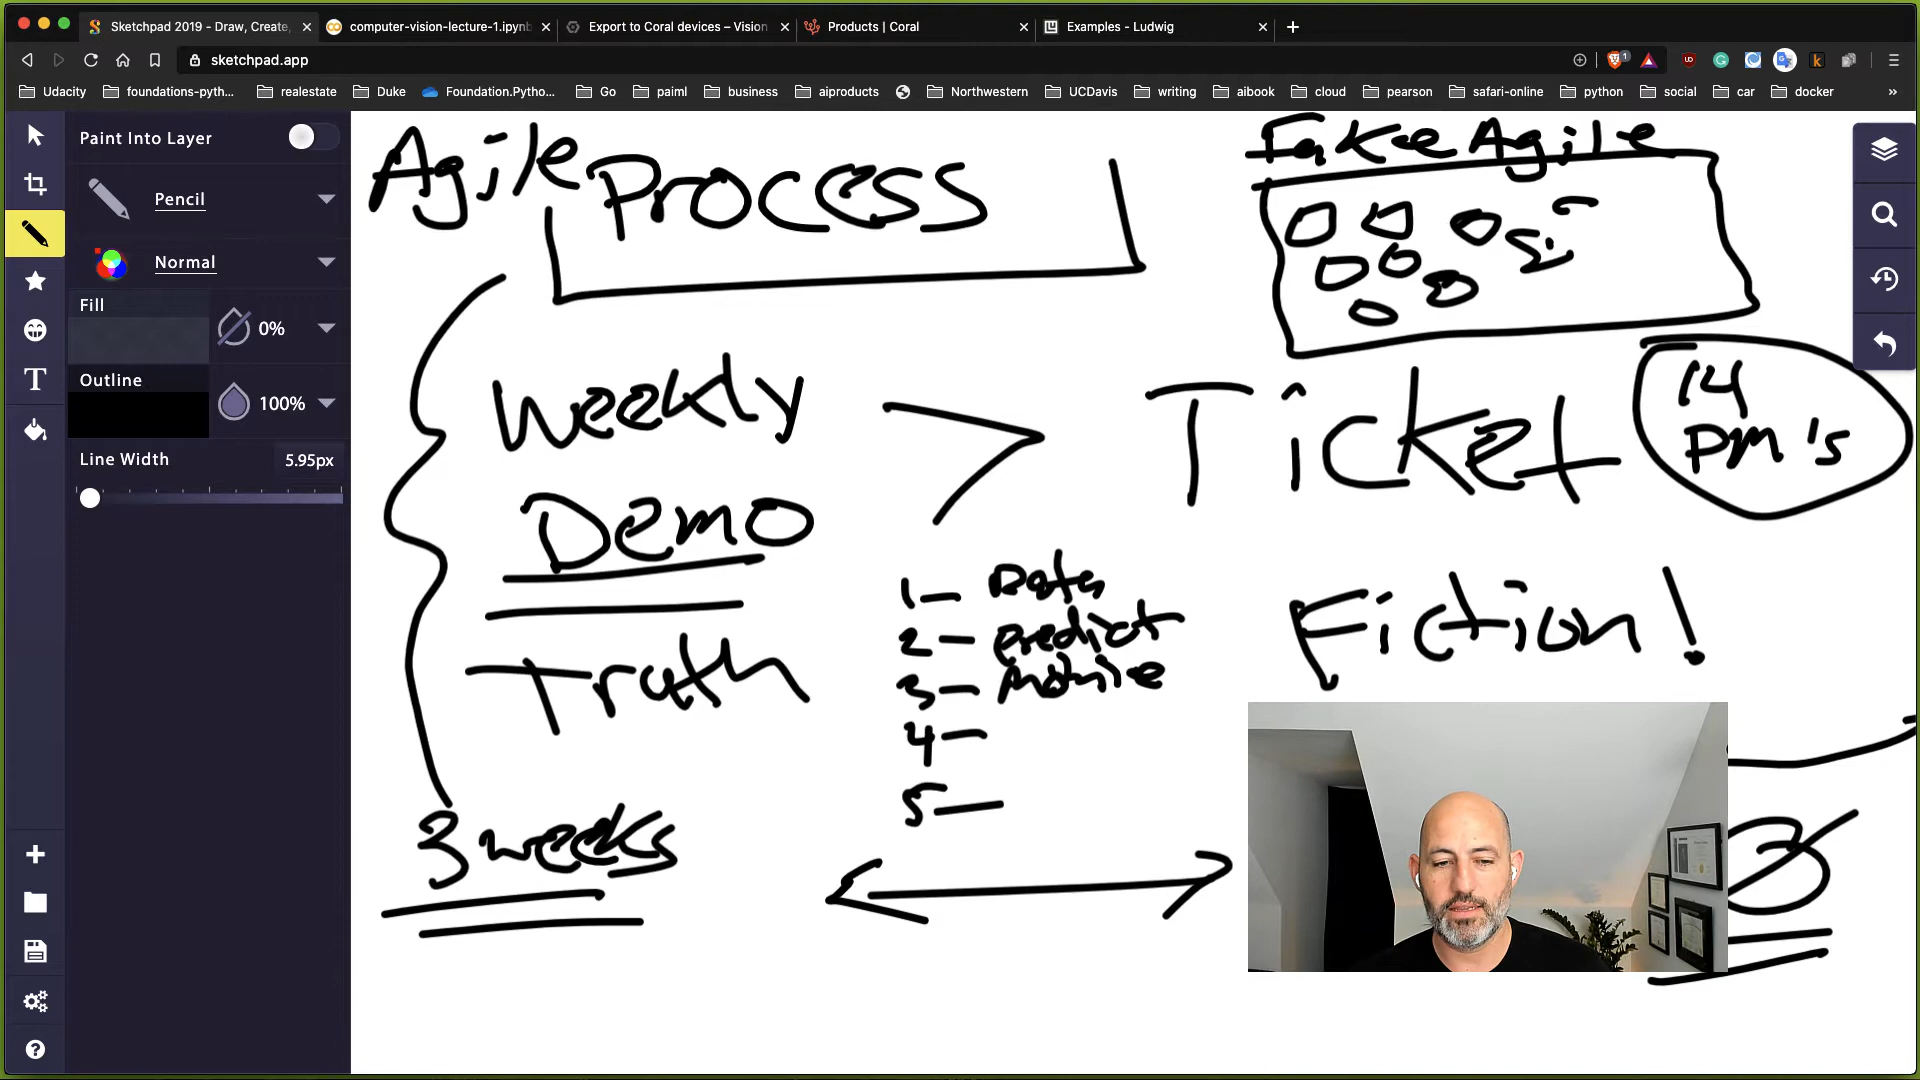 Sketchpad 2019 - Draw, Create,
computer-vision-lecture-1.ipynb
Export to Coral devices – Vision
Products | Coral
Examples - Ludwig
sketchpad.app
1
Udacity
foundations-pyth...
realestate
Duke
Foundation.Pytho...
Go
paiml
business
aiproducts
Northwestern
UCDavis
writing
aibook
cloud
pearson
safari-online
python
social
car
docker
»
Paint Into Layer
Pencil
Normal
Fill
0%
Outline
100%
Line Width
5.95px
Agile Process
Fake Agile
Weekly > Ticket
14
PM's
Demo
Truth
1 — Data
2 — predict
3 —
4 —
5 —
Fiction!
3 weeks